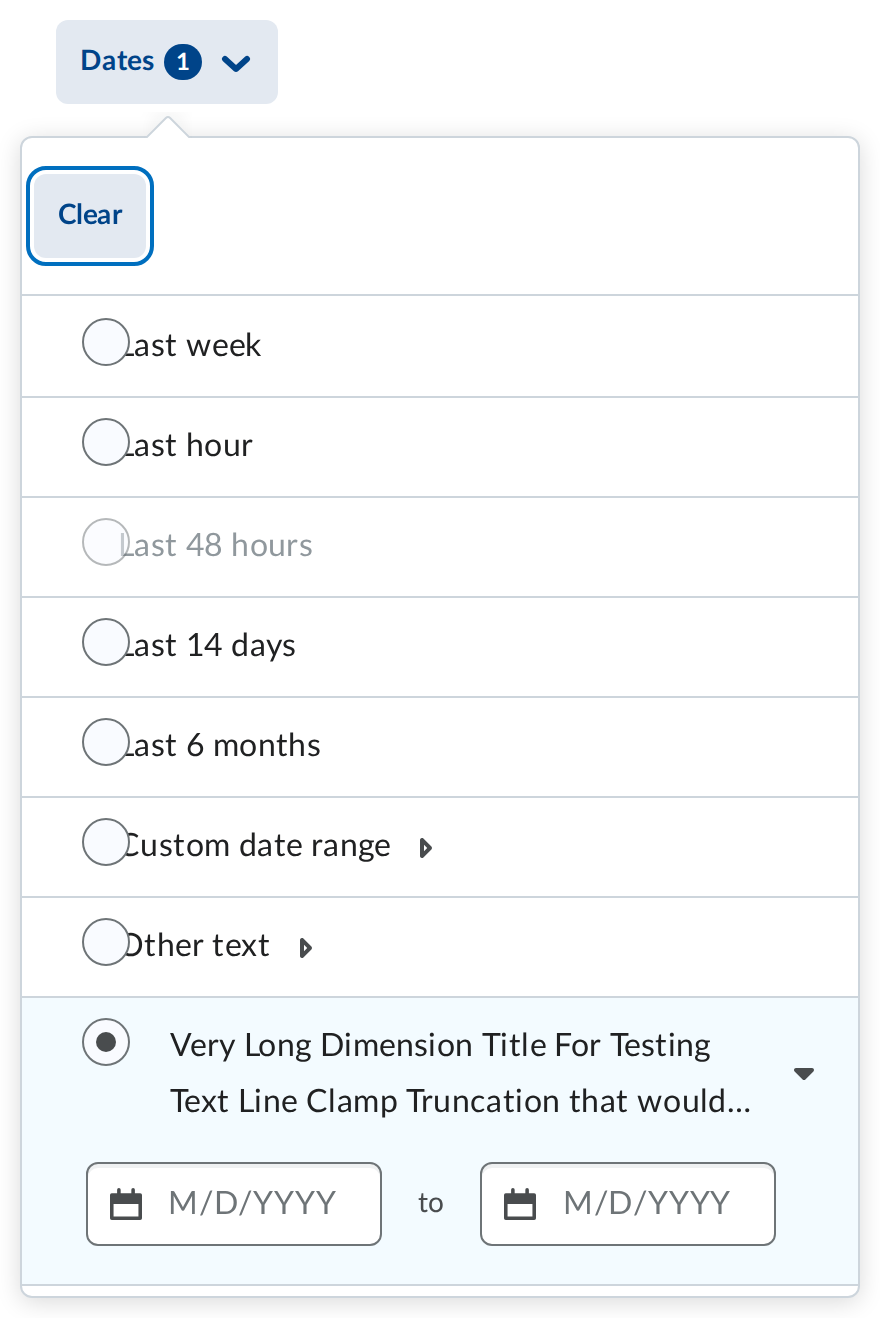 Dates 1
Clear
Last week
Last hour
Last 48 hours
Last 14 days
Last 6 months
Custom date range
Other text
Very Long Dimension Title For Testing
Text Line Clamp Truncation that would...
M/D/YYYY to M/D/YYYY